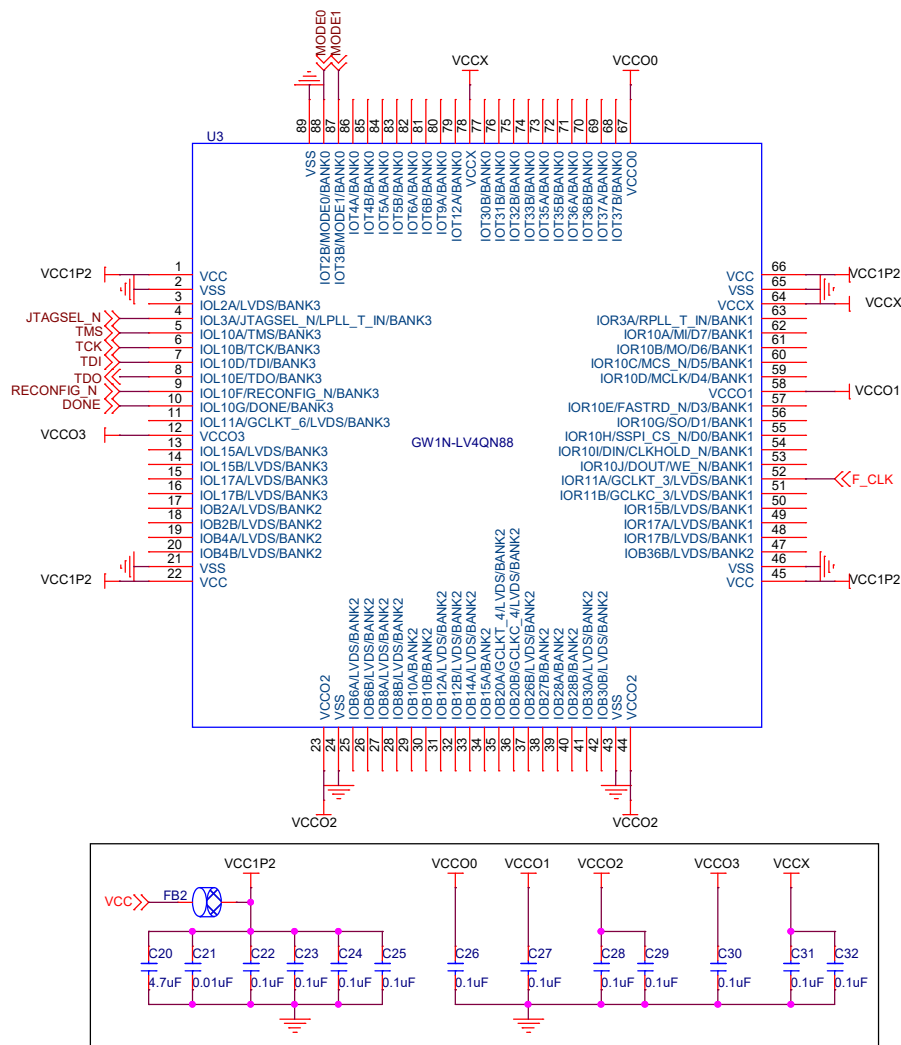 MODE0
MODE1
VCCX
VCCO0
89
88
87
86
85
84
83
82
81
80
79
78
77
76
75
74
73
72
71
70
69
68
67
U3
VSS
IOT2B/MODE0/BANK0
IOT3B/MODE1/BANK0
IOT4A/BANK0
IOT4B/BANK0
IOT5A/BANK0
IOT5B/BANK0
IOT6A/BANK0
IOT6B/BANK0
IOT9A/BANK0
IOT12A/BANK0
VCCX
IOT30B/BANK0
IOT31B/BANK0
IOT32B/BANK0
IOT33B/BANK0
IOT35A/BANK0
IOT35B/BANK0
IOT36A/BANK0
IOT36B/BANK0
IOT37A/BANK0
IOT37B/BANK0
VCCO0
VCC1P2 1 VCC
2 VSS
3 IOL2A/LVDS/BANK3
JTAGSEL_N 4 IOL3A/JTAGSEL_N/LPLL_T_IN/BANK3
TMS 5 IOL10A/TMS/BANK3
TCK 6 IOL10B/TCK/BANK3
TDI 7 IOL10D/TDI/BANK3
TDO 8 IOL10E/TDO/BANK3
RECONFIG_N 9 IOL10F/RECONFIG_N/BANK3
DONE 10 IOL10G/DONE/BANK3
11 IOL11A/GCLKT_6/LVDS/BANK3
VCCO3 12 VCCO3
13 IOL15A/LVDS/BANK3
14 IOL15B/LVDS/BANK3
15 IOL17A/LVDS/BANK3
16 IOL17B/LVDS/BANK3
17 IOB2A/LVDS/BANK2
18 IOB2B/LVDS/BANK2
19 IOB4A/LVDS/BANK2
20 IOB4B/LVDS/BANK2
21 VSS
VCC1P2 22 VCC
GW1N-LV4QN88
VCC 66 VCC1P2
VSS 65
VCCX 64 VCCX
IOR3A/RPLL_T_IN/BANK1 63
IOR10A/MI/D7/BANK1 62
IOR10B/MO/D6/BANK1 61
IOR10C/MCS_N/D5/BANK1 60
IOR10D/MCLK/D4/BANK1 59
VCCO1 58 VCCO1
IOR10E/FASTRD_N/D3/BANK1 57
IOR10G/SO/D1/BANK1 56
IOR10H/SSPI_CS_N/D0/BANK1 55
IOR10I/DIN/CLKHOLD_N/BANK1 54
IOR10J/DOUT/WE_N/BANK1 53
IOR11A/GCLKT_3/LVDS/BANK1 52 F_CLK
IOR11B/GCLKC_3/LVDS/BANK1 51
IOR15B/LVDS/BANK1 50
IOR17A/LVDS/BANK1 49
IOR17B/LVDS/BANK1 48
IOB36B/LVDS/BANK2 47
VSS 46
VCC 45 VCC1P2
VCCO2
VSS
IOB6A/LVDS/BANK2
IOB6B/LVDS/BANK2
IOB8A/LVDS/BANK2
IOB8B/LVDS/BANK2
IOB10A/BANK2
IOB10B/BANK2
IOB12A/LVDS/BANK2
IOB12B/LVDS/BANK2
IOB14A/LVDS/BANK2
IOB15A/BANK2
IOB20A/GCLKT_4/LVDS/BANK2
IOB20B/GCLKC_4/LVDS/BANK2
IOB26B/LVDS/BANK2
IOB27B/BANK2
IOB28A/BANK2
IOB28B/BANK2
IOB30A/LVDS/BANK2
IOB30B/LVDS/BANK2
VSS
VCCO2
23
24
25
26
27
28
29
30
31
32
33
34
35
36
37
38
39
40
41
42
43
44
VCCO2 VCCO2
VCC1P2 VCCO0 VCCO1 VCCO2 VCCO3 VCCX
VCC FB2
C20 C21 C22 C23 C24 C25 C26 C27 C28 C29 C30 C31 C32
4.7uF 0.01uF 0.1uF 0.1uF 0.1uF 0.1uF 0.1uF 0.1uF 0.1uF 0.1uF 0.1uF 0.1uF 0.1uF